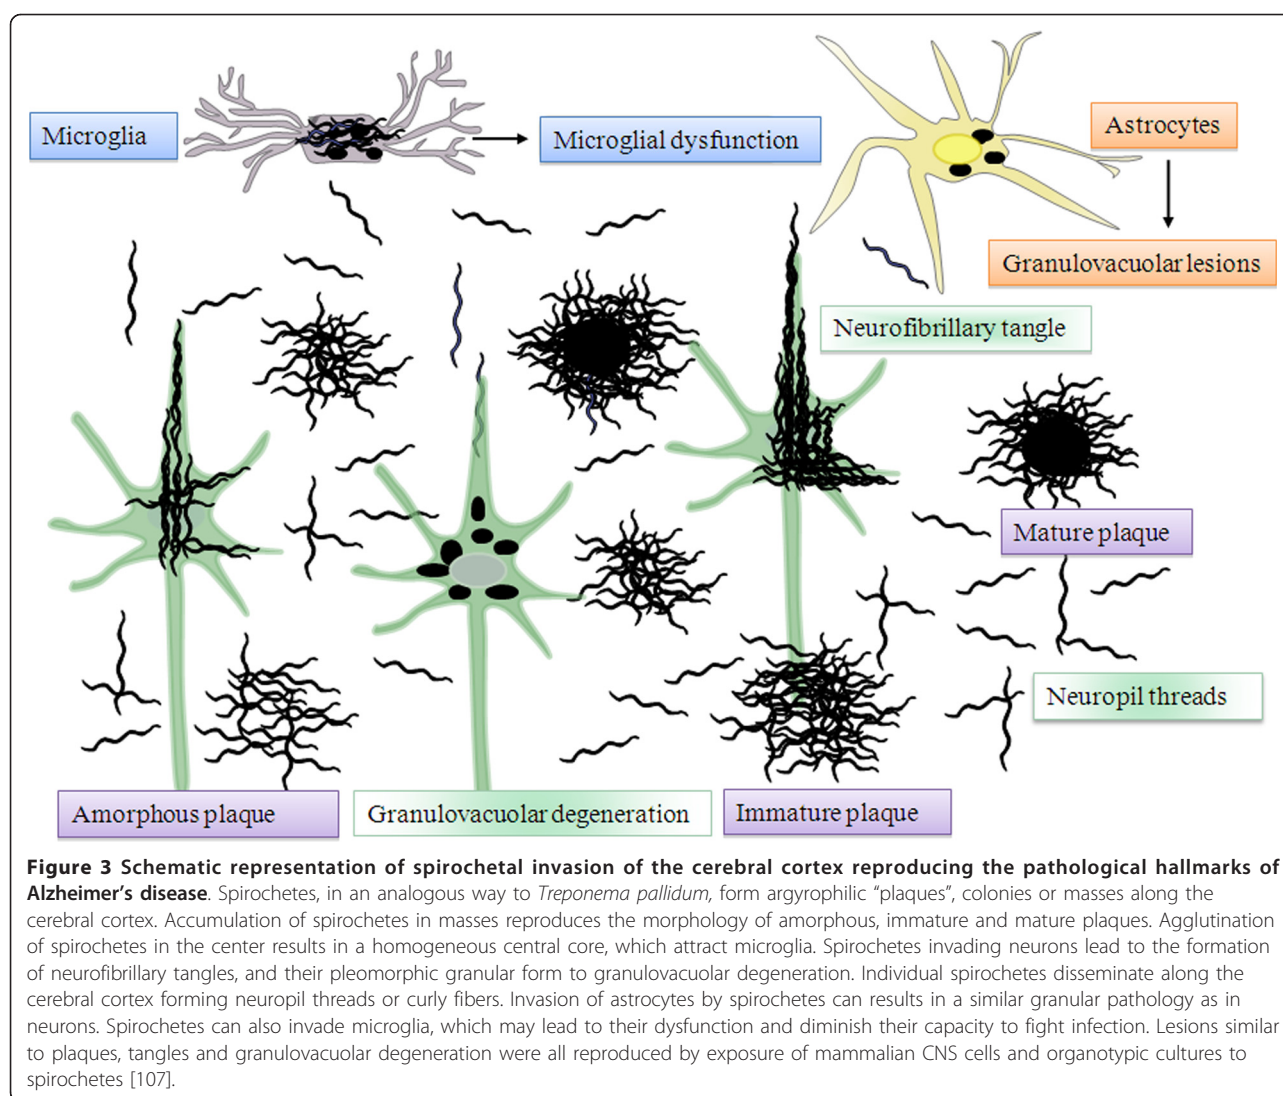 Microglia
Microglial dysfunction
Astrocytes
Granulovacuolar lesions
Neurofibrillary tangle
Mature plaque
Neuropil threads
Amorphous plaque
Granulovacuolar degeneration
Immature plaque
Figure 3 Schematic representation of spirochetal invasion of the cerebral cortex reproducing the pathological hallmarks of
Alzheimer's disease. Spirochetes, in an analogous way to Treponema pallidum, form argyrophilic "plaques", colonies or masses along the
cerebral cortex. Accumulation of spirochetes in masses reproduces the morphology of amorphous, immature and mature plaques. Agglutination
of spirochetes in the center results in a homogeneous central core, which attract microglia. Spirochetes invading neurons lead to the formation
of neurofibrillary tangles, and their pleomorphic granular form to granulovacuolar degeneration. Individual spirochetes disseminate along the
cerebral cortex forming neuropil threads or curly fibers. Invasion of astrocytes by spirochetes can results in a similar granular pathology as in
neurons. Spirochetes can also invade microglia, which may lead to their dysfunction and diminish their capacity to fight infection. Lesions similar
to plaques, tangles and granulovacuolar degeneration were all reproduced by exposure of mammalian CNS cells and organotypic cultures to
spirochetes [107].